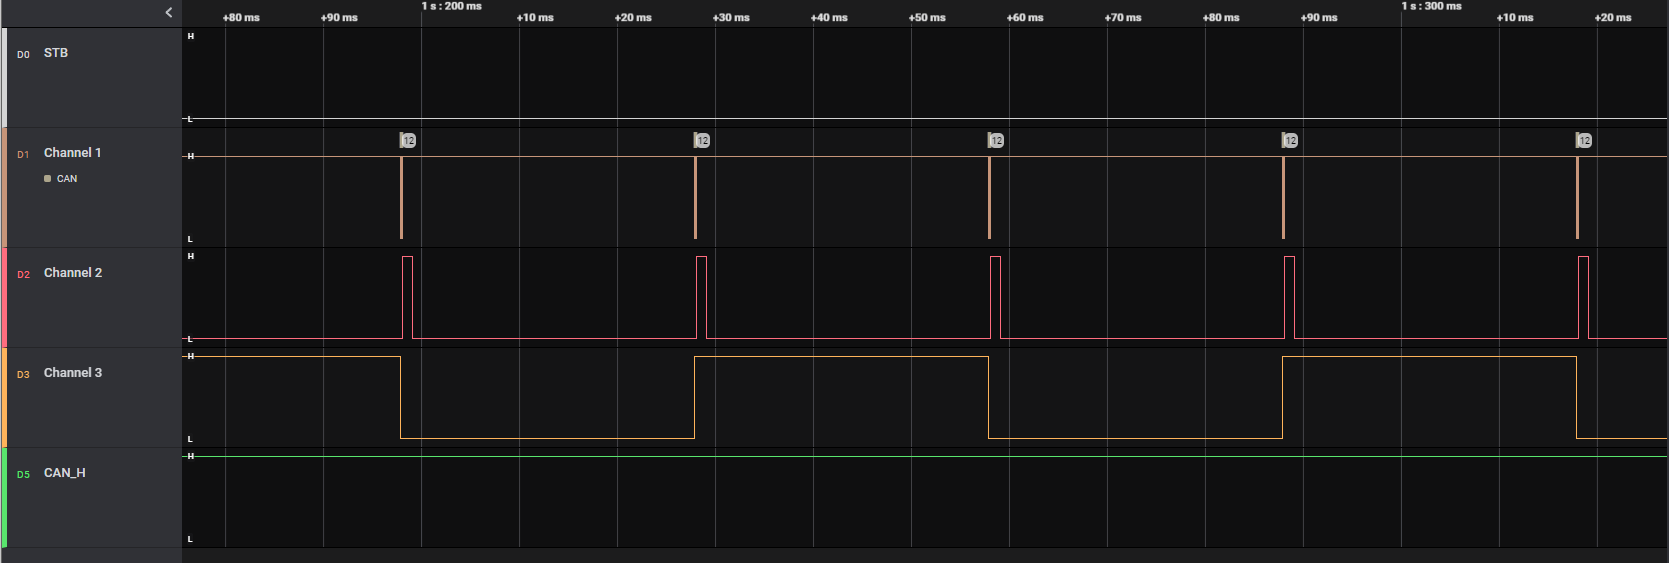 1 s : 200 ms 1 s : 300 ms
+80 ms +90 ms +10 ms +20 ms +30 ms +40 ms +50 ms +60 ms +70 ms +80 ms +90 ms +10 ms +20 ms
D0 STB H
L
12 12 12 12 12
D1 Channel 1 H
CAN
L
H
D2 Channel 2
L
H
D3 Channel 3
L
H
D5 CAN_H
L